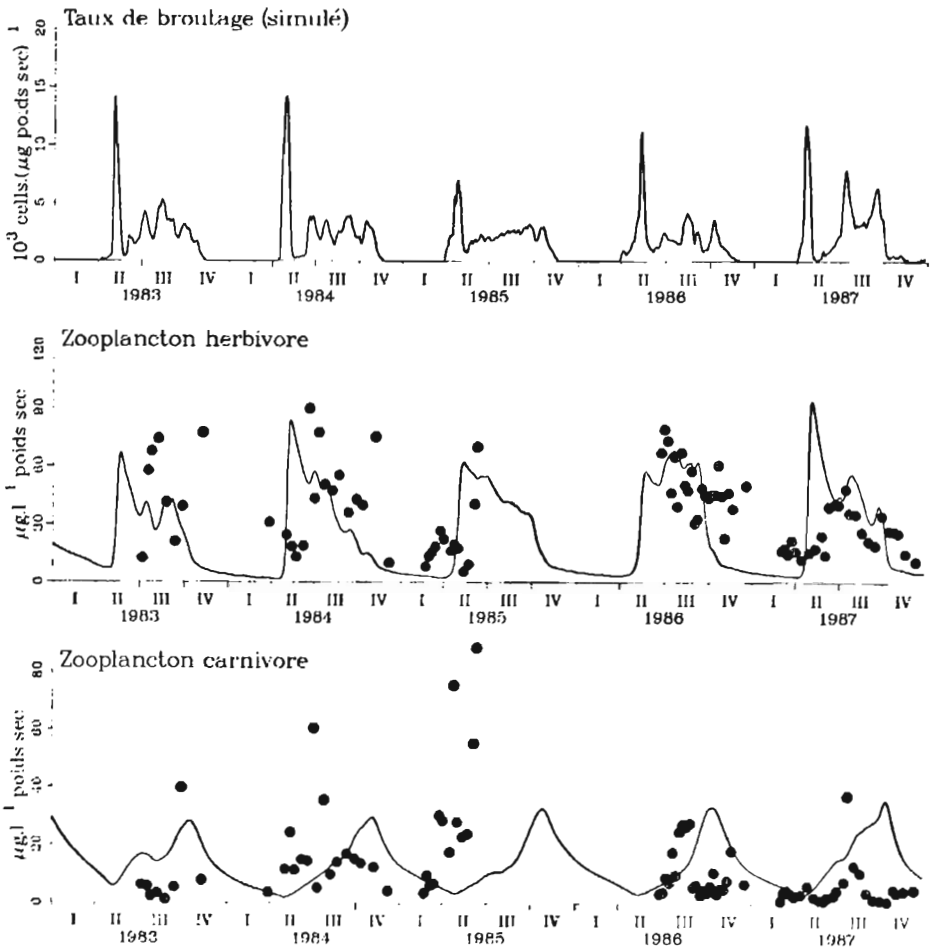 Taux de broutage (simulé)
10³ cells.(µg poids sec) ¹
20
15
10
5
0
I II III IV I II III IV I II III IV I II III IV I II III IV
1983 1984 1985 1986 1987
Zooplancton herbivore
µg.l ¹ poids sec
120
90
60
30
0
I II III IV I II III IV I II III IV I II III IV I II III IV
1983 1984 1985 1986 1987
Zooplancton carnivore
µg.l ¹ poids sec
80
60
40
20
0
I II III IV I II III IV I II III IV I II III IV I II III IV
1983 1984 1985 1986 1987